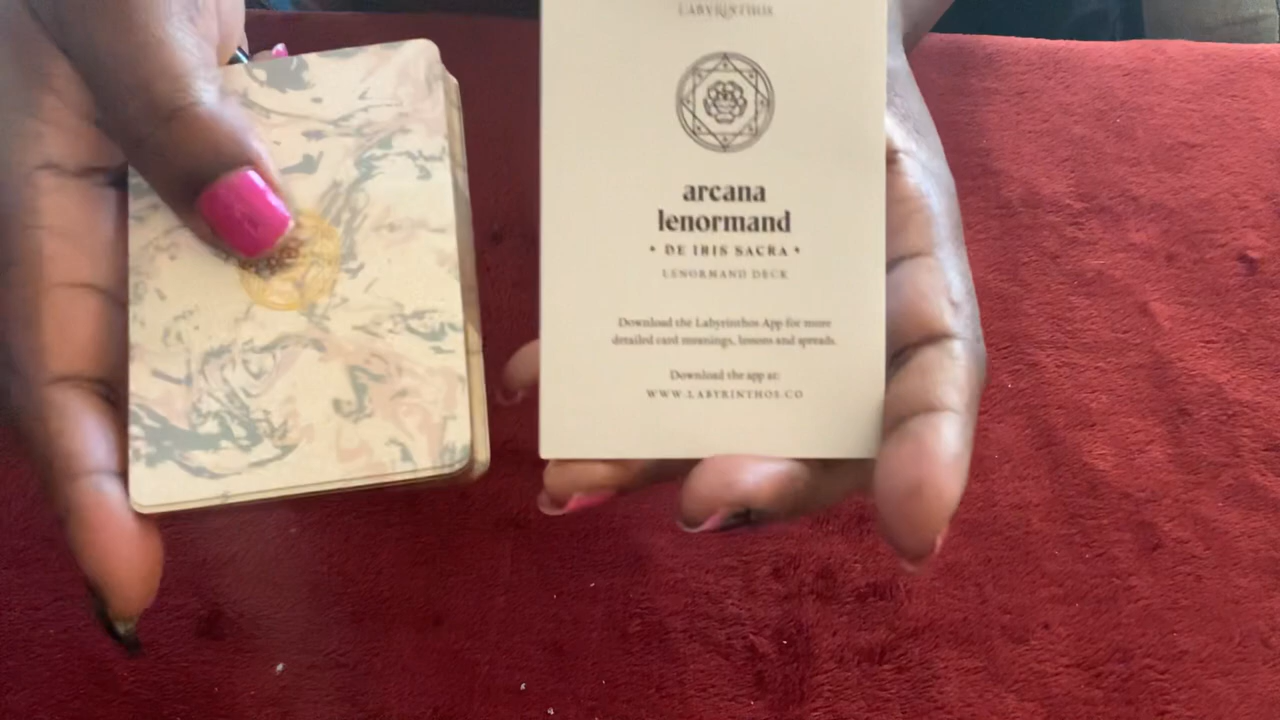 LABYRINTHOS
arcana
lenormand
• DE IRIS SACRA •
LENORMAND DECK
Download the Labyrinthos App for more
detailed card meanings, lessons and spreads.
Download the app at:
WWW.LABYRINTHOS.CO